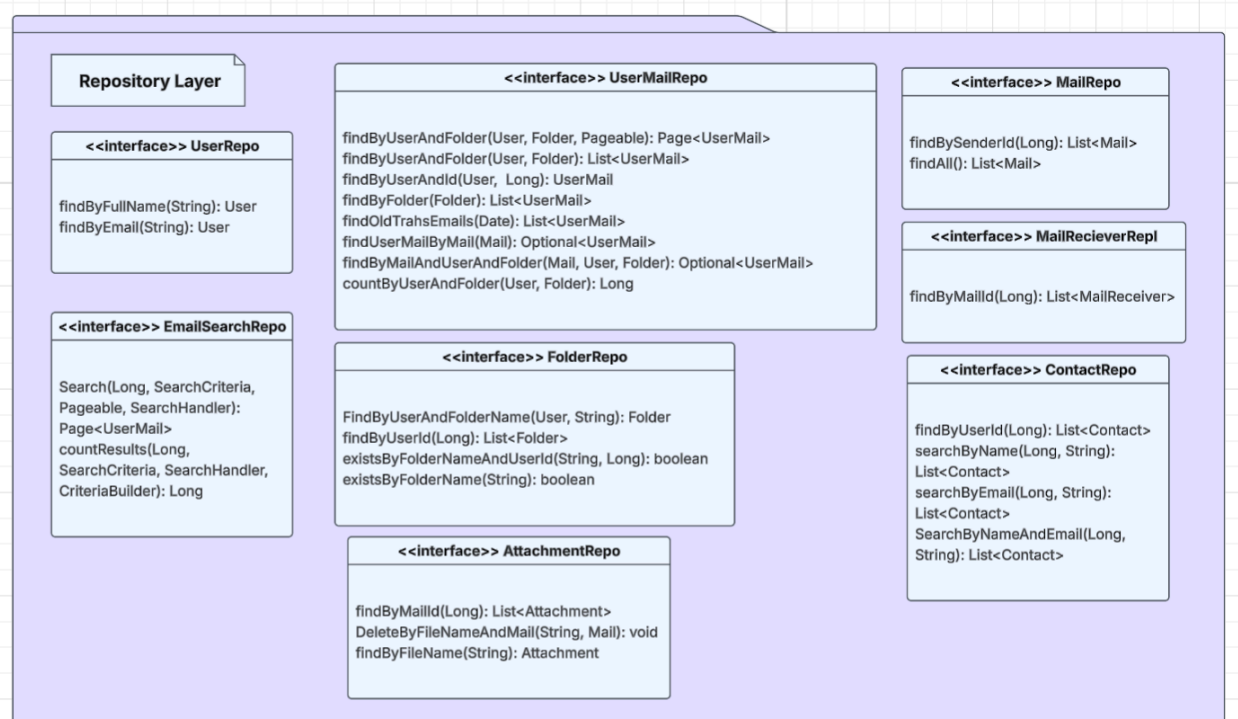 Repository Layer
<<interface>> UserRepo
findByFullName(String): User
findByEmail(String): User
<<interface>> EmailSearchRepo
Search(Long, SearchCriteria,
Pageable, SearchHandler):
Page<UserMail>
countResults(Long,
SearchCriteria, SearchHandler,
CriteriaBuilder): Long
<<interface>> UserMailRepo
findByUserAndFolder(User, Folder, Pageable): Page<UserMail>
findByUserAndFolder(User, Folder): List<UserMail>
findByUserAndId(User,  Long): UserMail
findByFolder(Folder): List<UserMail>
findOldTrahsEmails(Date): List<UserMail>
findUserMailByMail(Mail): Optional<UserMail>
findByMailAndUserAndFolder(Mail, User, Folder): Optional<UserMail>
countByUserAndFolder(User, Folder): Long
<<interface>> FolderRepo
FindByUserAndFolderName(User, String): Folder
findByUserId(Long): List<Folder>
existsByFolderNameAndUserId(String, Long): boolean
existsByFolderName(String): boolean
<<interface>> AttachmentRepo
findByMailId(Long): List<Attachment>
DeleteByFileNameAndMail(String, Mail): void
findByFileName(String): Attachment
<<interface>> MailRepo
findBySenderId(Long): List<Mail>
findAll(): List<Mail>
<<interface>> MailRecieverRepl
findByMailId(Long): List<MailReceiver>
<<interface>> ContactRepo
findByUserId(Long): List<Contact>
searchByName(Long, String):
List<Contact>
searchByEmail(Long, String):
List<Contact>
SearchByNameAndEmail(Long,
String): List<Contact>